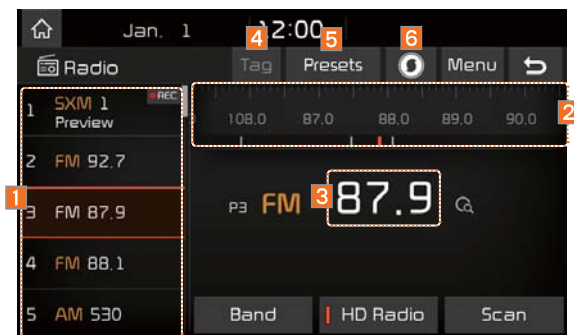 Jan. 1 12:00
4 5 6
Radio Tag Presets Menu
1 SXM 1 REC
Preview
108.0 87.0 88.0 89.0 90.0 2
2 FM 92.7
1
3 FM 87.9
P3 FM 3 87.9
4 FM 88.1
5 AM 530
Band HD Radio Scan